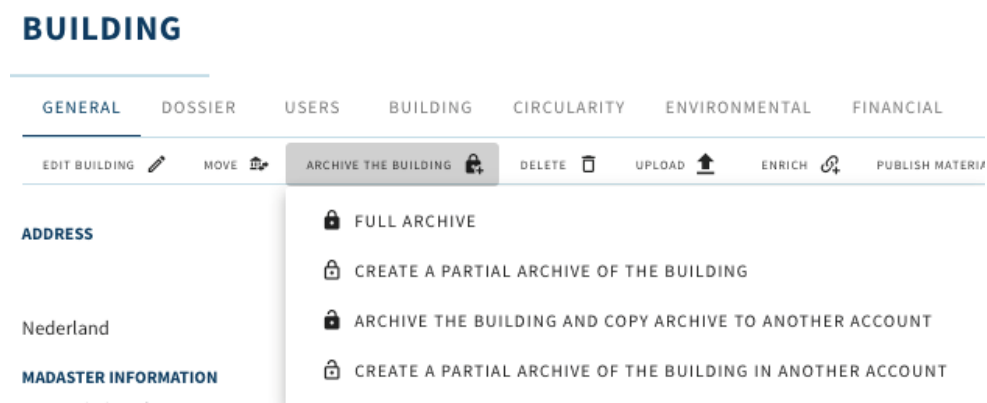 BUILDING
GENERAL DOSSIER USERS BUILDING CIRCULARITY ENVIRONMENTAL FINANCIAL
EDIT BUILDING MOVE ARCHIVE THE BUILDING DELETE UPLOAD ENRICH PUBLISH MATERIA
FULL ARCHIVE
ADDRESS
CREATE A PARTIAL ARCHIVE OF THE BUILDING
ARCHIVE THE BUILDING AND COPY ARCHIVE TO ANOTHER ACCOUNT
Nederland
CREATE A PARTIAL ARCHIVE OF THE BUILDING IN ANOTHER ACCOUNT
MADASTER INFORMATION